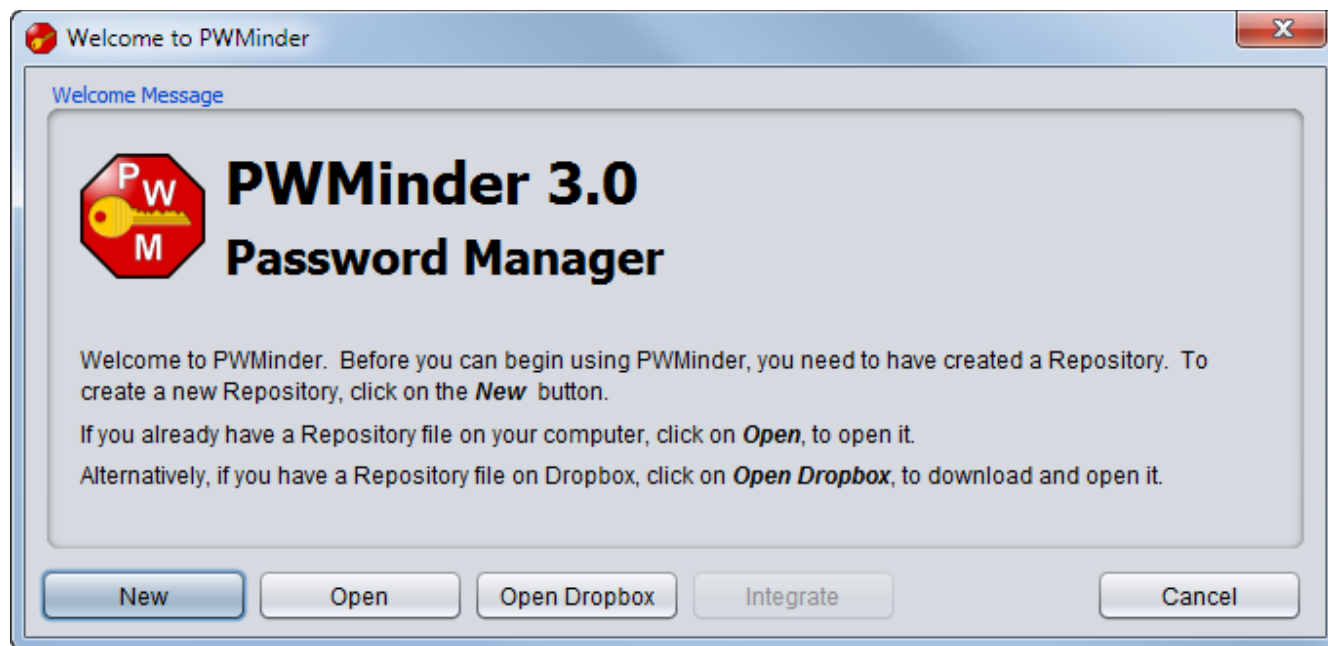 Welcome to PWMinder
X
Welcome Message
PW
M
PWMinder 3.0
Password Manager
Welcome to PWMinder.  Before you can begin using PWMinder, you need to have created a Repository.  To
create a new Repository, click on the New  button.
If you already have a Repository file on your computer, click on Open, to open it.
Alternatively, if you have a Repository file on Dropbox, click on Open Dropbox, to download and open it.
New Open Open Dropbox Integrate Cancel